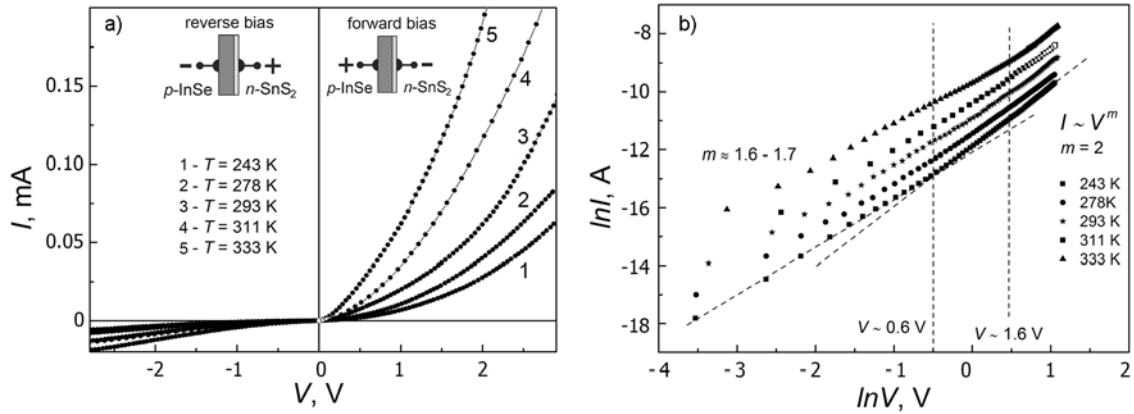 a)
reverse bias
p-InSe
n-SnS₂
forward bias
p-InSe
n-SnS₂
1 - T = 243 K
2 - T = 278 K
3 - T = 293 K
4 - T = 311 K
5 - T = 333 K
5
4
3
2
1
I, mA
0.15
0.10
0.05
0
-2
-1
0
1
2
V, V
b)
I ~ Vᵐ
m = 2
m ≈ 1.6 - 1.7
243 K
278K
293 K
311 K
333 K
V ~ 0.6 V
V ~ 1.6 V
lnI, A
-8
-10
-12
-16
-14
-18
-4
-3
-2
-1
0
1
2
lnV, V